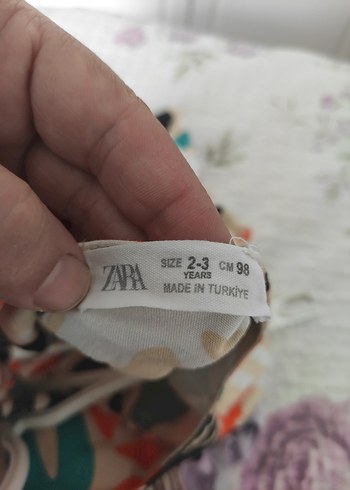 ZARA
SIZE 2-3 CM 98
YEARS
MADE IN TURKİYE